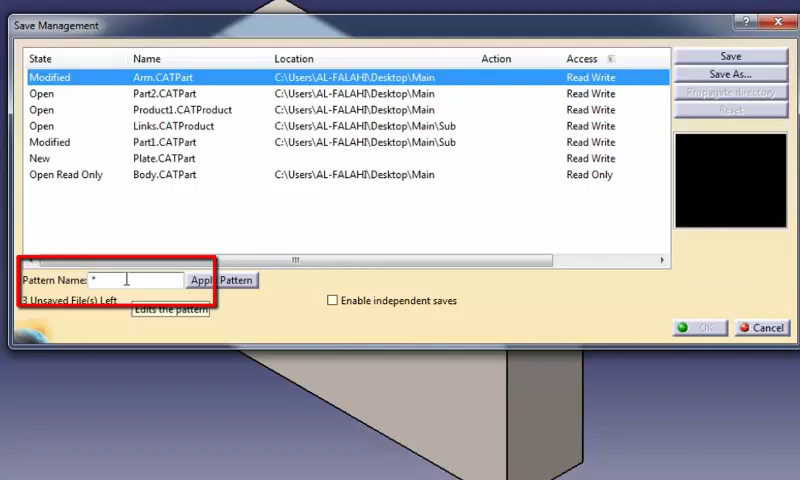 Save Management
State Name Location Action Access
Modified Arm.CATPart C:\Users\AL-FALAHI\Desktop\Main Read Write
Open Part2.CATPart C:\Users\AL-FALAHI\Desktop\Main Read Write
Open Product1.CATProduct C:\Users\AL-FALAHI\Desktop\Main Read Write
Open Links.CATProduct C:\Users\AL-FALAHI\Desktop\Main\Sub Read Write
Modified Part1.CATPart C:\Users\AL-FALAHI\Desktop\Main\Sub Read Write
New Plate.CATPart Read Write
Open Read Only Body.CATPart C:\Users\AL-FALAHI\Desktop\Main Read Only
Save
Save As...
Propagate directory
Reset
Pattern Name: * Apply Pattern
3 Unsaved File(s) Left
Edits the pattern
Enable independent saves
OK Cancel